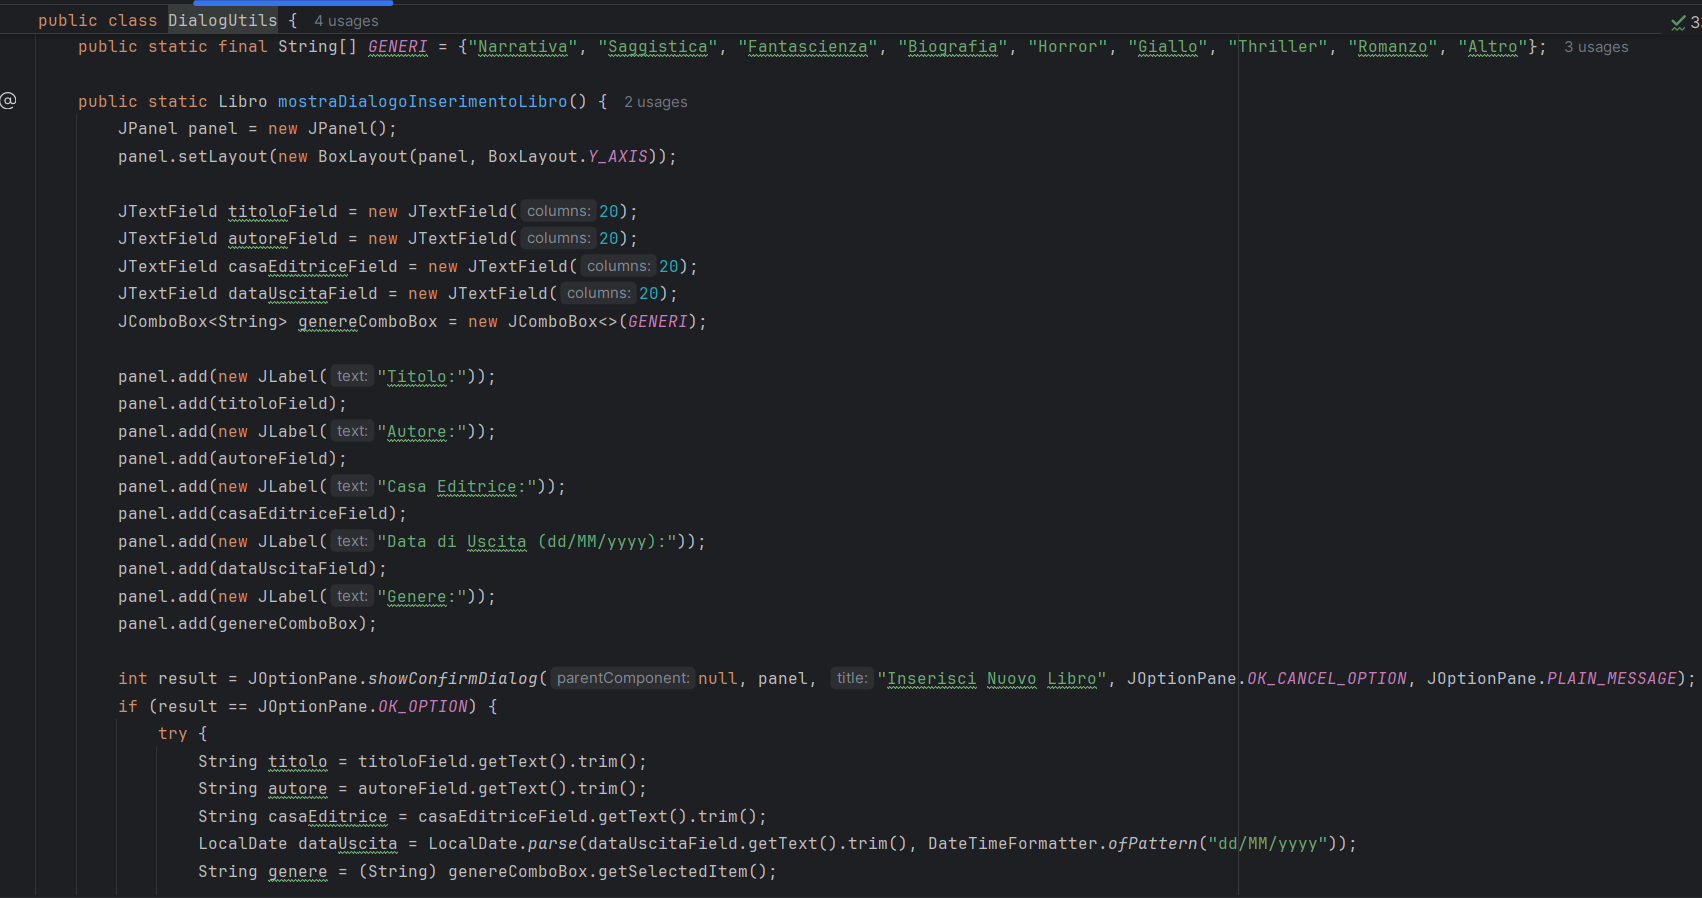 public class DialogUtils { 4 usages
3
public static final String[] GENERI = {"Narrativa", "Saggistica", "Fantascienza", "Biografia", "Horror", "Giallo", "Thriller", "Romanzo", "Altro"}; 3 usages
@
public static Libro mostraDialogoInserimentoLibro() { 2 usages
JPanel panel = new JPanel();
panel.setLayout(new BoxLayout(panel, BoxLayout.Y_AXIS));
JTextField titoloField = new JTextField( columns: 20);
JTextField autoreField = new JTextField( columns: 20);
JTextField casaEditriceField = new JTextField( columns: 20);
JTextField dataUscitaField = new JTextField( columns: 20);
JComboBox<String> genereComboBox = new JComboBox<>(GENERI);
panel.add(new JLabel( text: "Titolo:"));
panel.add(titoloField);
panel.add(new JLabel( text: "Autore:"));
panel.add(autoreField);
panel.add(new JLabel( text: "Casa Editrice:"));
panel.add(casaEditriceField);
panel.add(new JLabel( text: "Data di Uscita (dd/MM/yyyy):"));
panel.add(dataUscitaField);
panel.add(new JLabel( text: "Genere:"));
panel.add(genereComboBox);
int result = JOptionPane.showConfirmDialog( parentComponent: null, panel, title: "Inserisci Nuovo Libro", JOptionPane.OK_CANCEL_OPTION, JOptionPane.PLAIN_MESSAGE);
if (result == JOptionPane.OK_OPTION) {
try {
String titolo = titoloField.getText().trim();
String autore = autoreField.getText().trim();
String casaEditrice = casaEditriceField.getText().trim();
LocalDate dataUscita = LocalDate.parse(dataUscitaField.getText().trim(), DateTimeFormatter.ofPattern("dd/MM/yyyy"));
String genere = (String) genereComboBox.getSelectedItem();